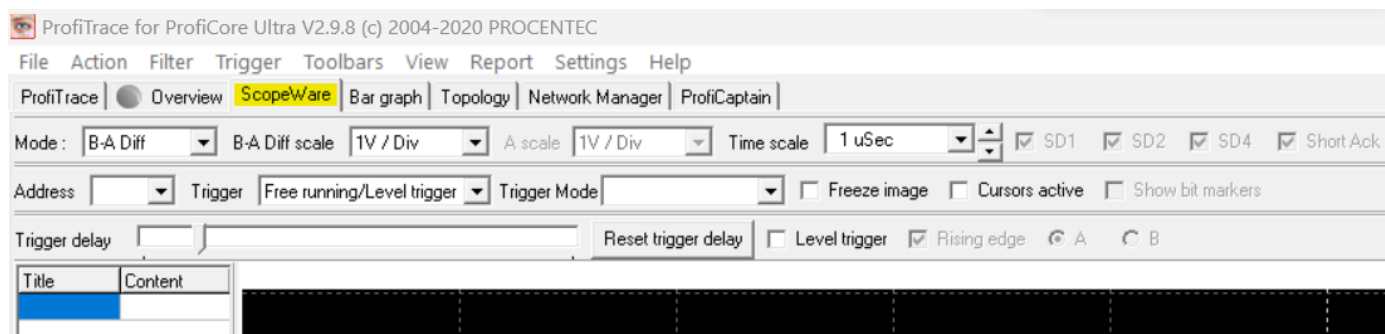 ProfiTrace for ProfiCore Ultra V2.9.8 (c) 2004-2020 PROCENTEC
File Action Filter Trigger Toolbars View Report Settings Help
ProfiTrace Overview ScopeWare Bar graph Topology Network Manager ProfiCaptain
Mode : B-A Diff B-A Diff scale 1V / Div A scale 1V / Div Time scale 1 uSec SD1 SD2 SD4 Short Ack
Address Trigger Free running/Level trigger Trigger Mode Freeze image Cursors active Show bit markers
Trigger delay Reset trigger delay Level trigger Rising edge A B
Title Content